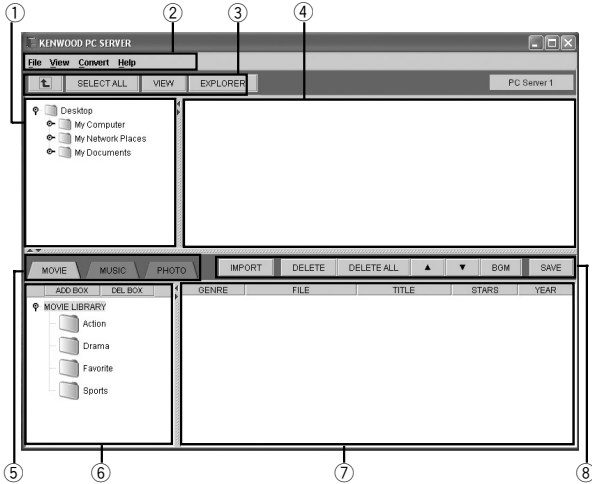 ① ② ③ ④
KENWOOD PC SERVER
File View Convert Help
SELECT ALL VIEW EXPLORER PC Server 1
Desktop
My Computer
My Network Places
My Documents
MOVIE MUSIC PHOTO IMPORT DELETE DELETE ALL ▲ ▼ BGM SAVE
ADD BOX DEL BOX GENRE FILE TITLE STARS YEAR
MOVIE LIBRARY
Action
Drama
Favorite
Sports
⑤ ⑥ ⑦ ⑧